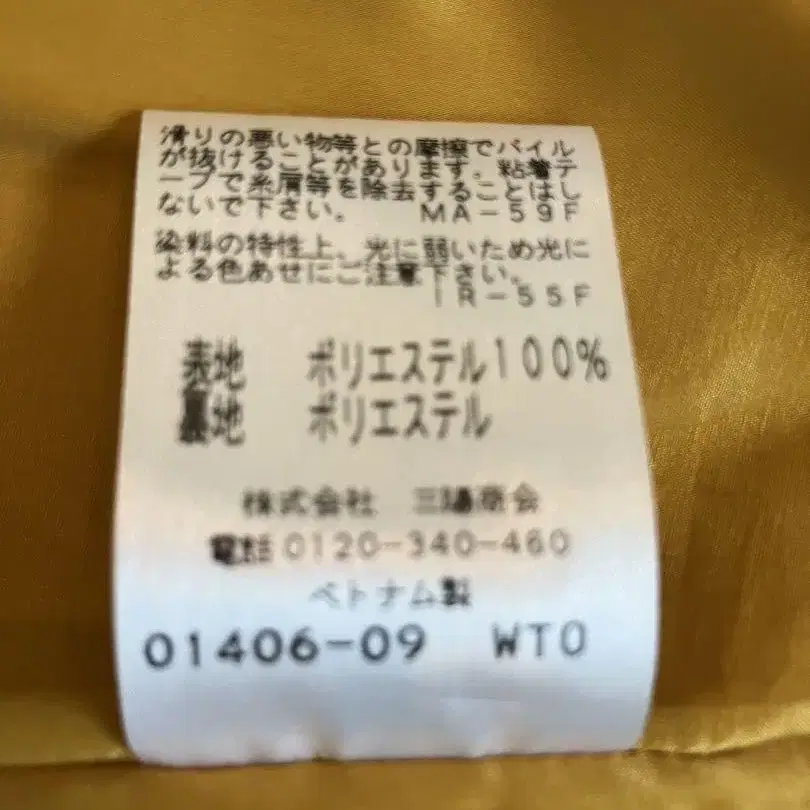 滑りの悪い物等との摩擦でパイル
が抜けることがあります。粘着テ
ープで糸屑等を除去することはし
ないで下さい。 MA-59F
染料の特性上、光に弱いため光に
よる色あせにご注意下さい。
IR-55F
表地 ポリエステル100%
裏地 ポリエステル
株式会社 三陽商会
電話0120-340-460
ベトナム製
01406-09 WTO